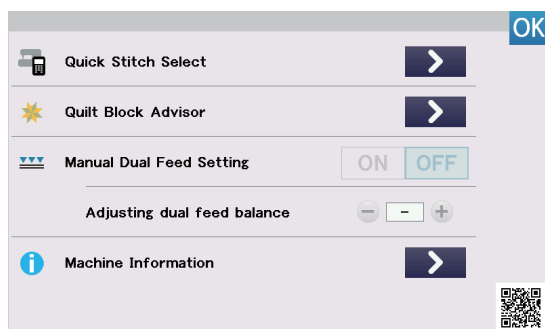 OK
Quick Stitch Select
Quilt Block Advisor
Manual Dual Feed Setting ON OFF
Adjusting dual feed balance − - +
Machine Information